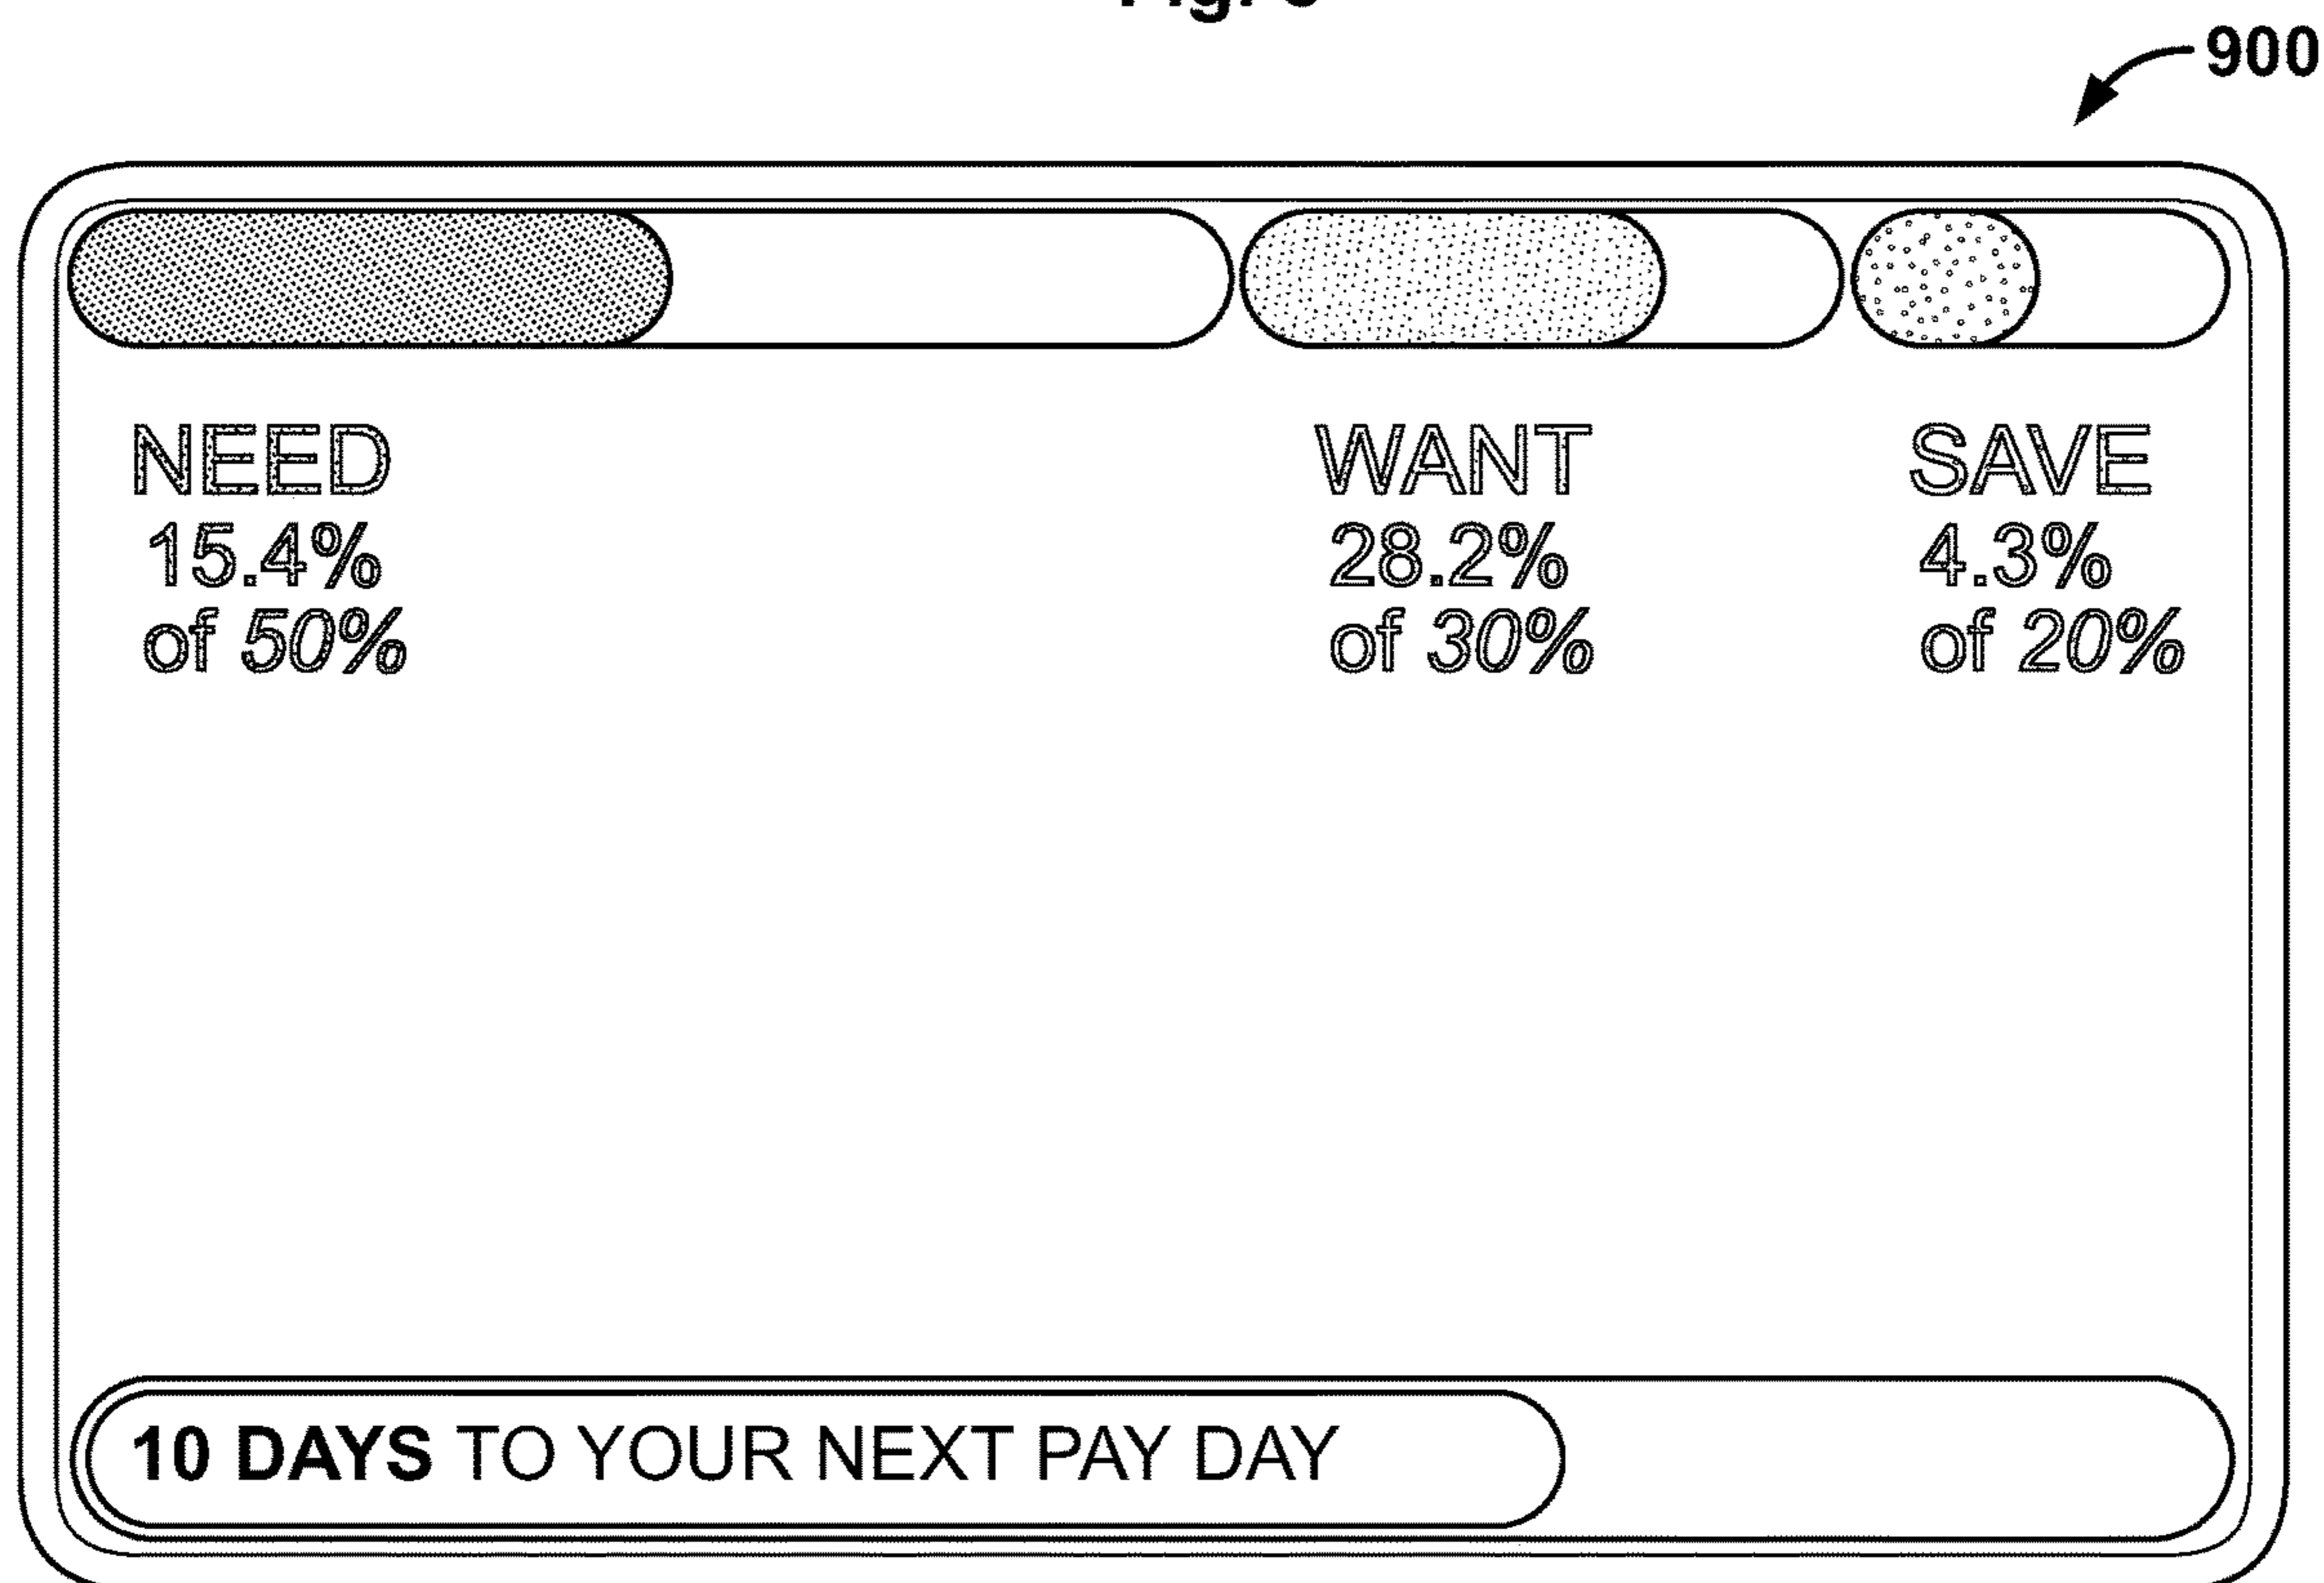 900
NEED WANT SAVE
15.4% 28.2% 4.3%
of 50% of 30% of 20%
10 DAYS TO YOUR NEXT PAY DAY